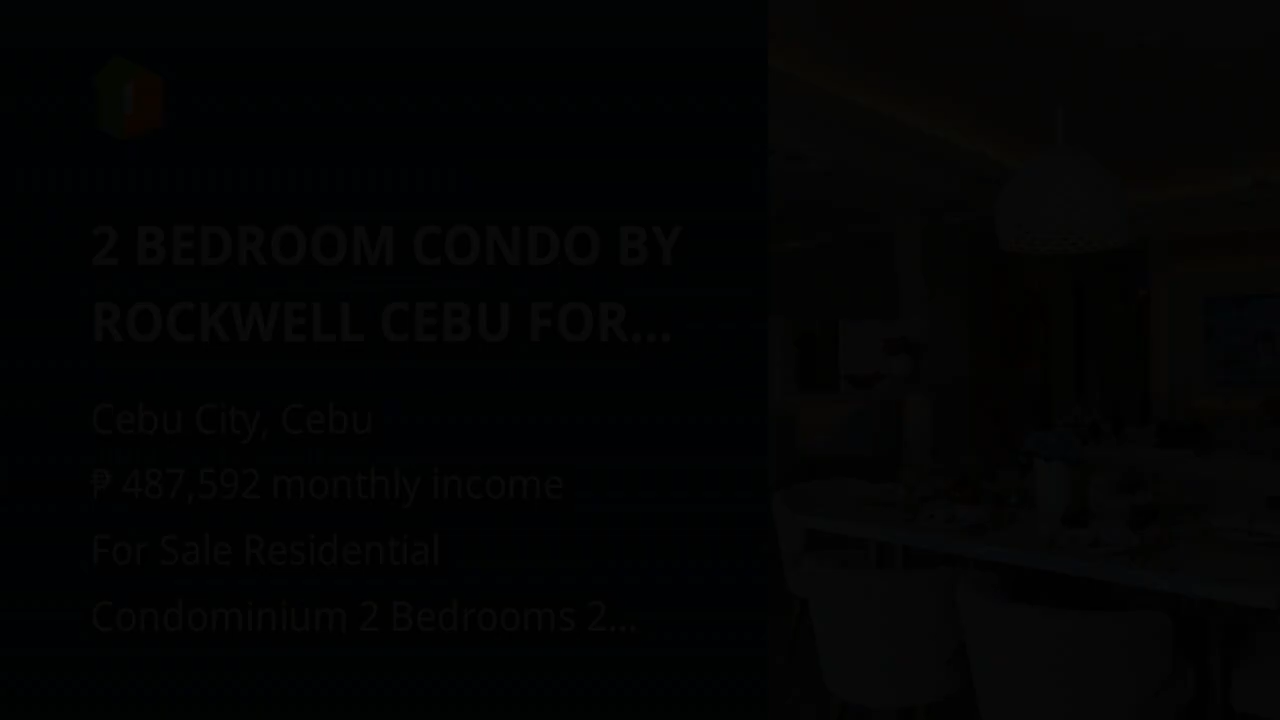 2 BEDROOM CONDO BY
ROCKWELL CEBU FOR...
Cebu City, Cebu
₱ 487,592 monthly income
For Sale Residential
Condominium 2 Bedrooms 2...